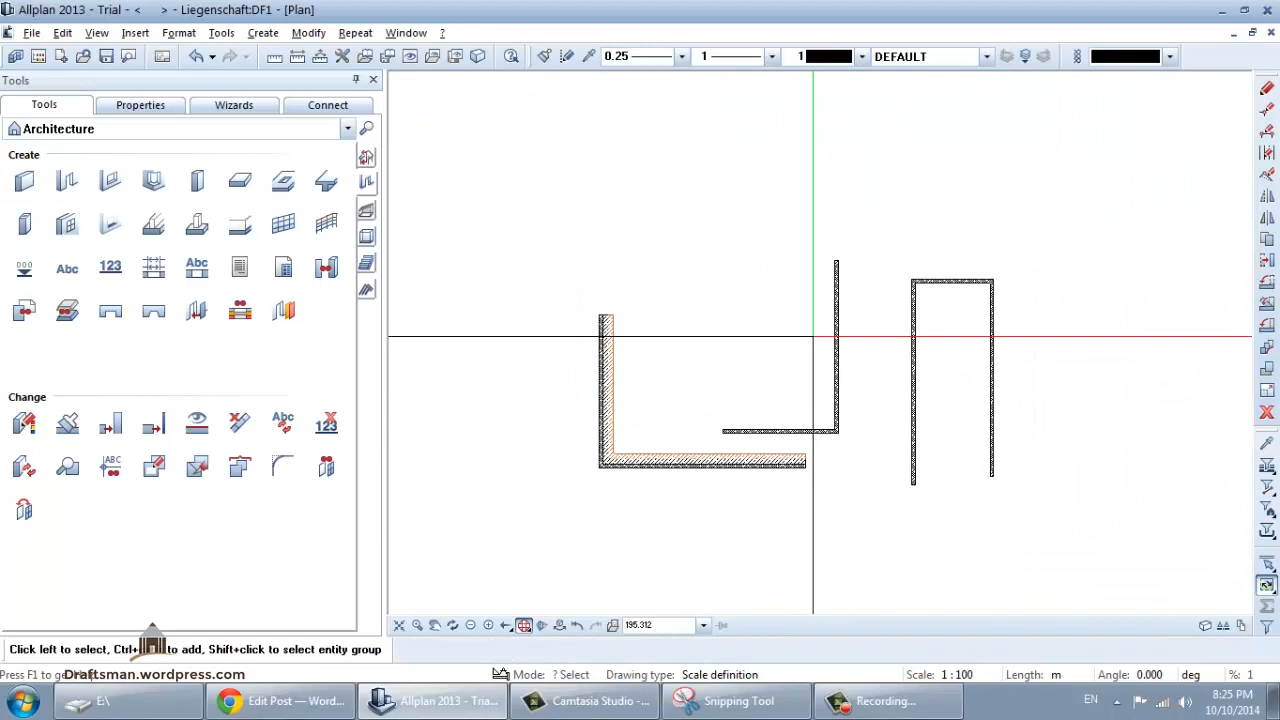 Allplan 2013 - Trial - < > - Liegenschaft:DF1 - [Plan]
File Edit View Insert Format Tools Create Modify Repeat Window ?
0.25 1 1 DEFAULT
Tools
Tools Properties Wizards Connect
Architecture
Create
Abc 123 Abc
Change
Abc 123
ABC
195.312
Click left to select, Ctrl+ to add, Shift+click to select entity group
Press F1 to ge
Draftsman.wordpress.com
Mode: ? Select Drawing type: Scale definition Scale: 1:100 Length: m Angle: 0.000 deg %: 1
E:\ Edit Post — Word... Allplan 2013 - Tria... Camtasia Studio -... Snipping Tool Recording... EN 8:25 PM
10/10/2014